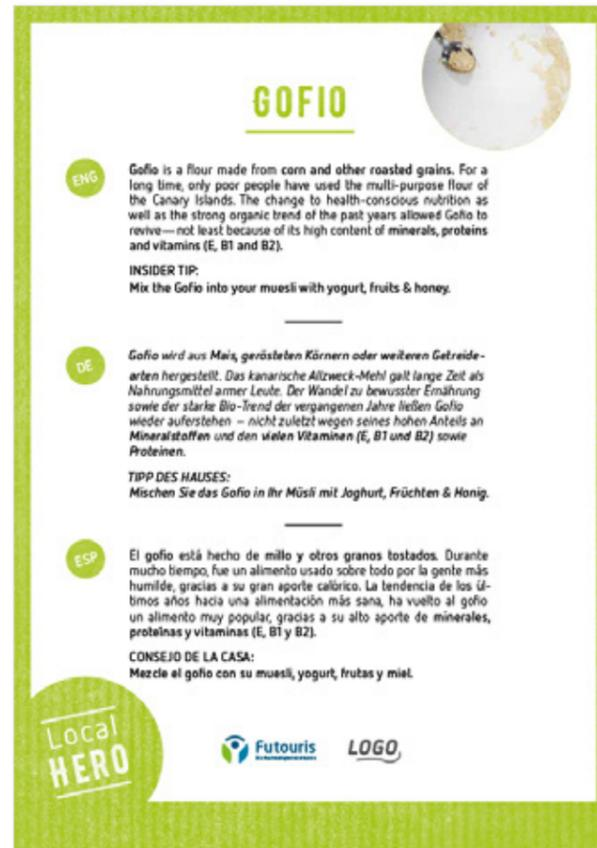 GOFIO
ENG
Gofio is a flour made from corn and other roasted grains. For a
long time, only poor people have used the multi-purpose flour of
the Canary Islands. The change to health-conscious nutrition as
well as the strong organic trend of the past years allowed Gofio to
revive—not least because of its high content of minerals, proteins
and vitamins (E, B1 and B2).
INSIDER TIP:
Mix the Gofio into your muesli with yogurt, fruits & honey.
DE
Gofio wird aus Mais, gerösteten Körnern oder weiteren Getreide-
arten hergestellt. Das kanarische Allzweck-Mehl galt lange Zeit als
Nahrungsmittel armer Leute. Der Wandel zu bewusster Ernährung
sowie der starke Bio-Trend der vergangenen Jahre ließen Gofio
wieder auferstehen – nicht zuletzt wegen seines hohen Anteils an
Mineralstoffen und den vielen Vitaminen (E, B1 und B2) sowie
Proteinen.
TIPP DES HAUSES:
Mischen Sie das Gofio in Ihr Müsli mit Joghurt, Früchten & Honig.
ESP
El gofio está hecho de millo y otros granos tostados. Durante
mucho tiempo, fue un alimento usado sobre todo por la gente más
humilde, gracias a su gran aporte calórico. La tendencia de los úl-
timos años hacia una alimentación más sana, ha vuelto al gofio
un alimento muy popular, gracias a su alto aporte de minerales,
proteínas y vitaminas (E, B1 y B2).
CONSEJO DE LA CASA:
Mezcle el gofio con su muesli, yogurt, frutas y miel.
Local
HERO
Futouris
LOGO